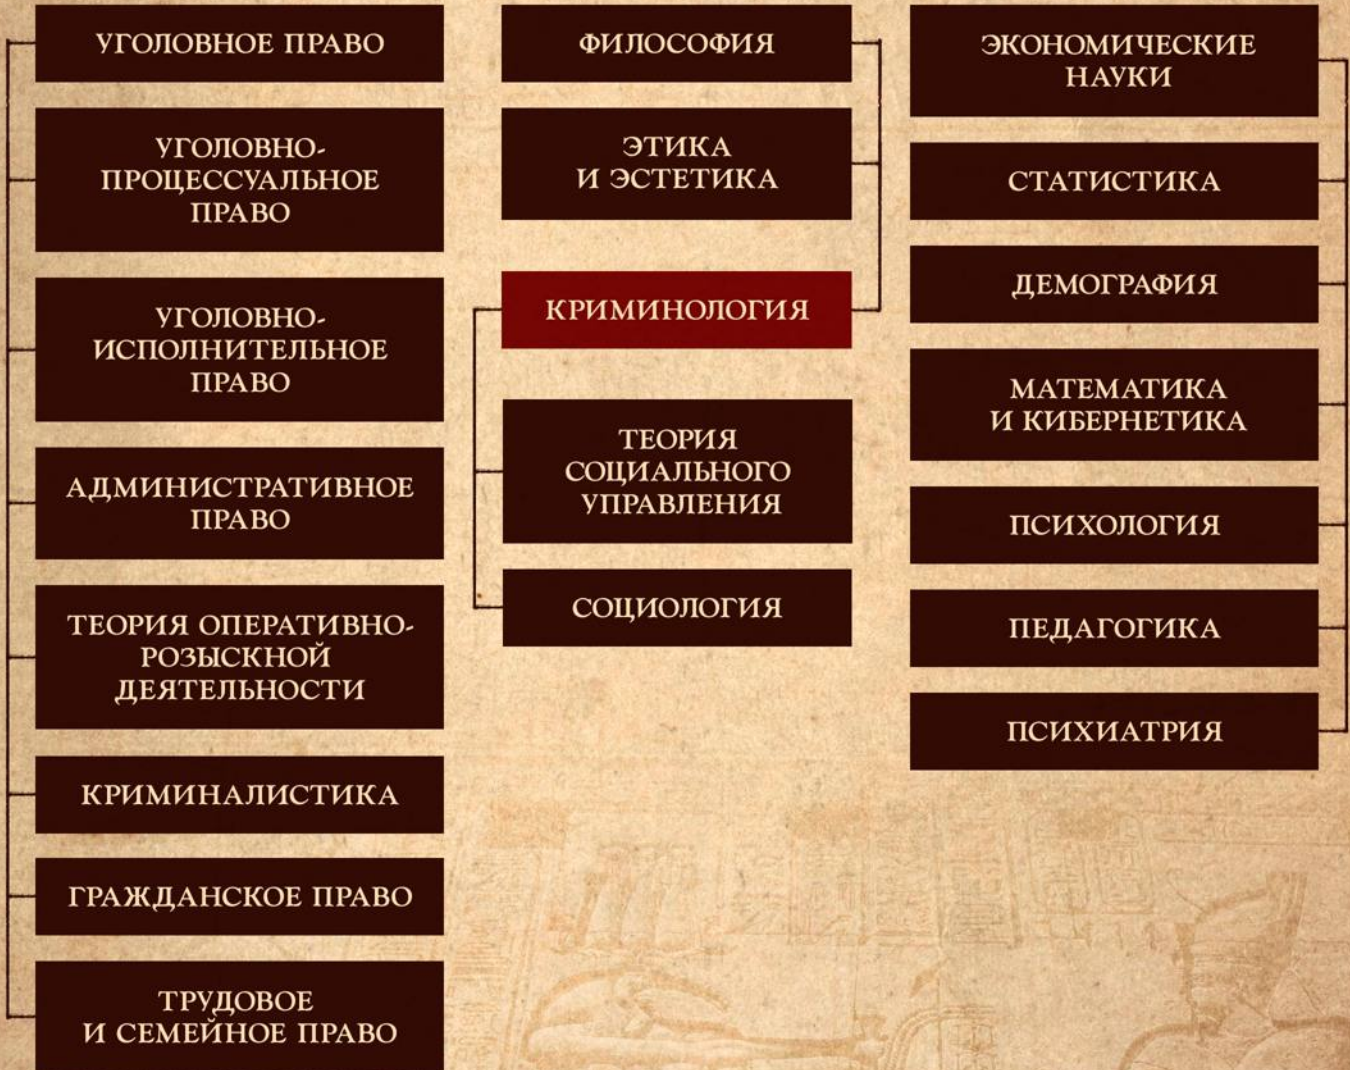 УГОЛОВНОЕ ПРАВО
УГОЛОВНО-
ПРОЦЕССУАЛЬНОЕ
ПРАВО
УГОЛОВНО-
ИСПОЛНИТЕЛЬНОЕ
ПРАВО
АДМИНИСТРАТИВНОЕ
ПРАВО
ТЕОРИЯ ОПЕРАТИВНО-
РОЗЫСКНОЙ
ДЕЯТЕЛЬНОСТИ
КРИМИНАЛИСТИКА
ГРАЖДАНСКОЕ ПРАВО
ТРУДОВОЕ
И СЕМЕЙНОЕ ПРАВО
ФИЛОСОФИЯ
ЭТИКА
И ЭСТЕТИКА
КРИМИНОЛОГИЯ
ТЕОРИЯ
СОЦИАЛЬНОГО
УПРАВЛЕНИЯ
СОЦИОЛОГИЯ
ЭКОНОМИЧЕСКИЕ
НАУКИ
СТАТИСТИКА
ДЕМОГРАФИЯ
МАТЕМАТИКА
И КИБЕРНЕТИКА
ПСИХОЛОГИЯ
ПЕДАГОГИКА
ПСИХИАТРИЯ